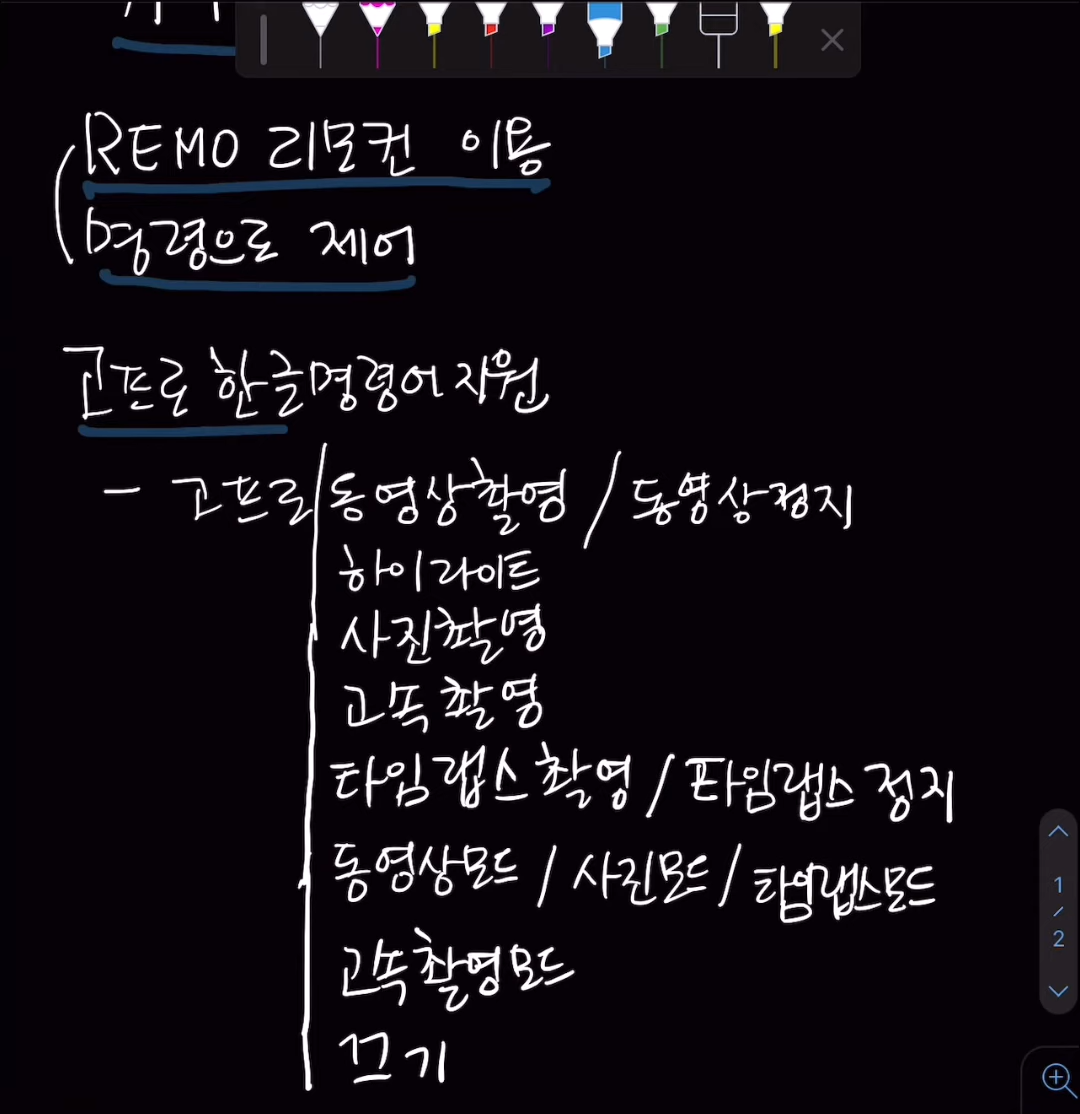 REMO 리모컨 이용
명령으로 제어
고프로 한글명령어지원
- 고프로 동영상촬영 / 동영상정지
하이라이트
사진촬영
고속촬영
타임랩스촬영 / 타임랩스 정지
동영상모드 / 사진모드 / 타임랩스모드
고속촬영모드
끄기
1 / 2